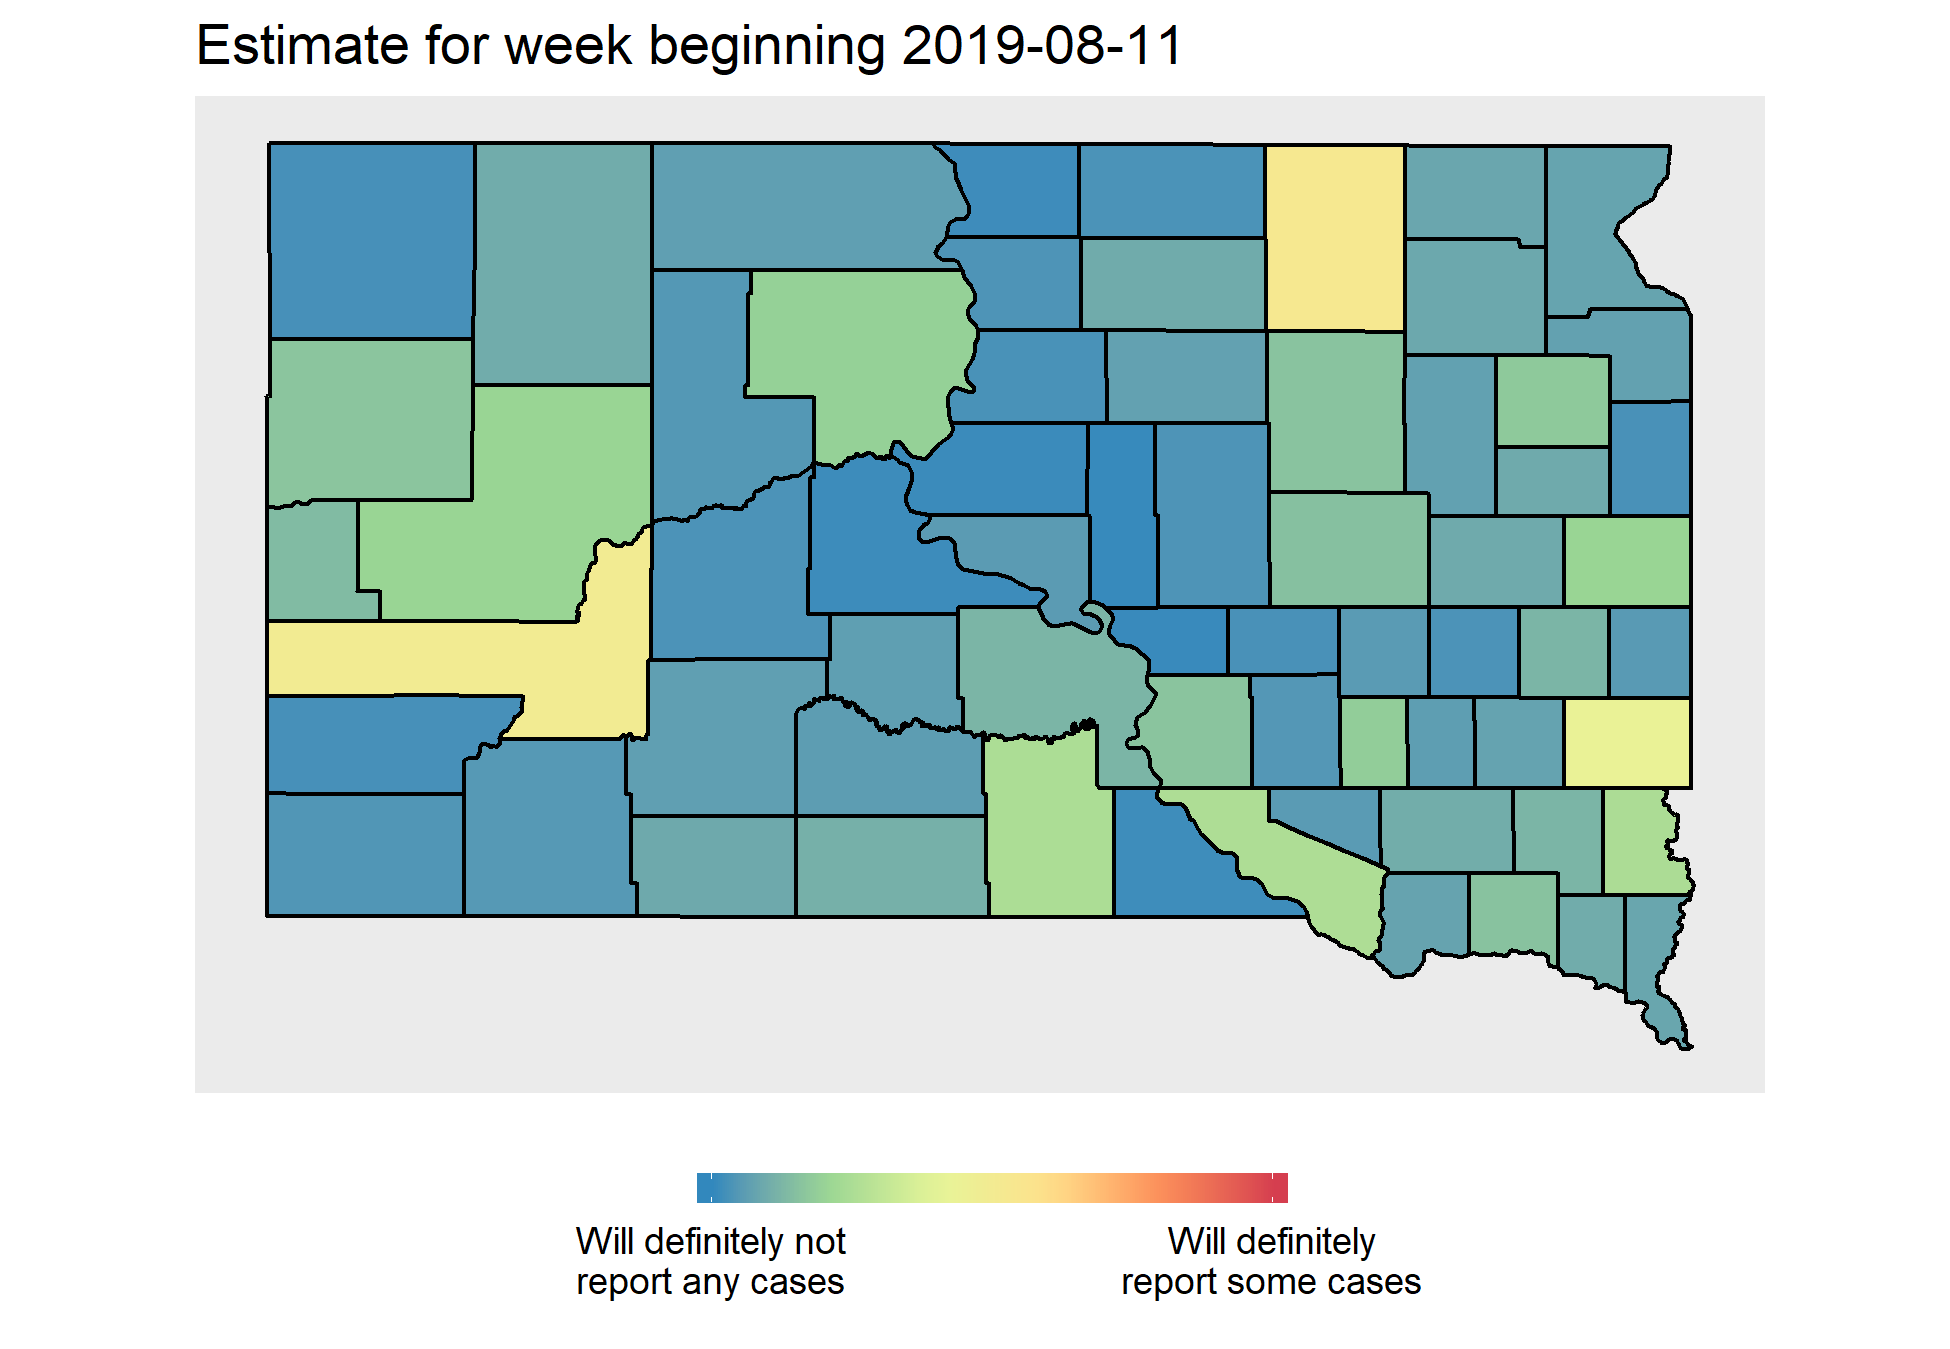 Estimate for week beginning 2019-08-11
Will definitely not
report any cases
Will definitely
report some cases